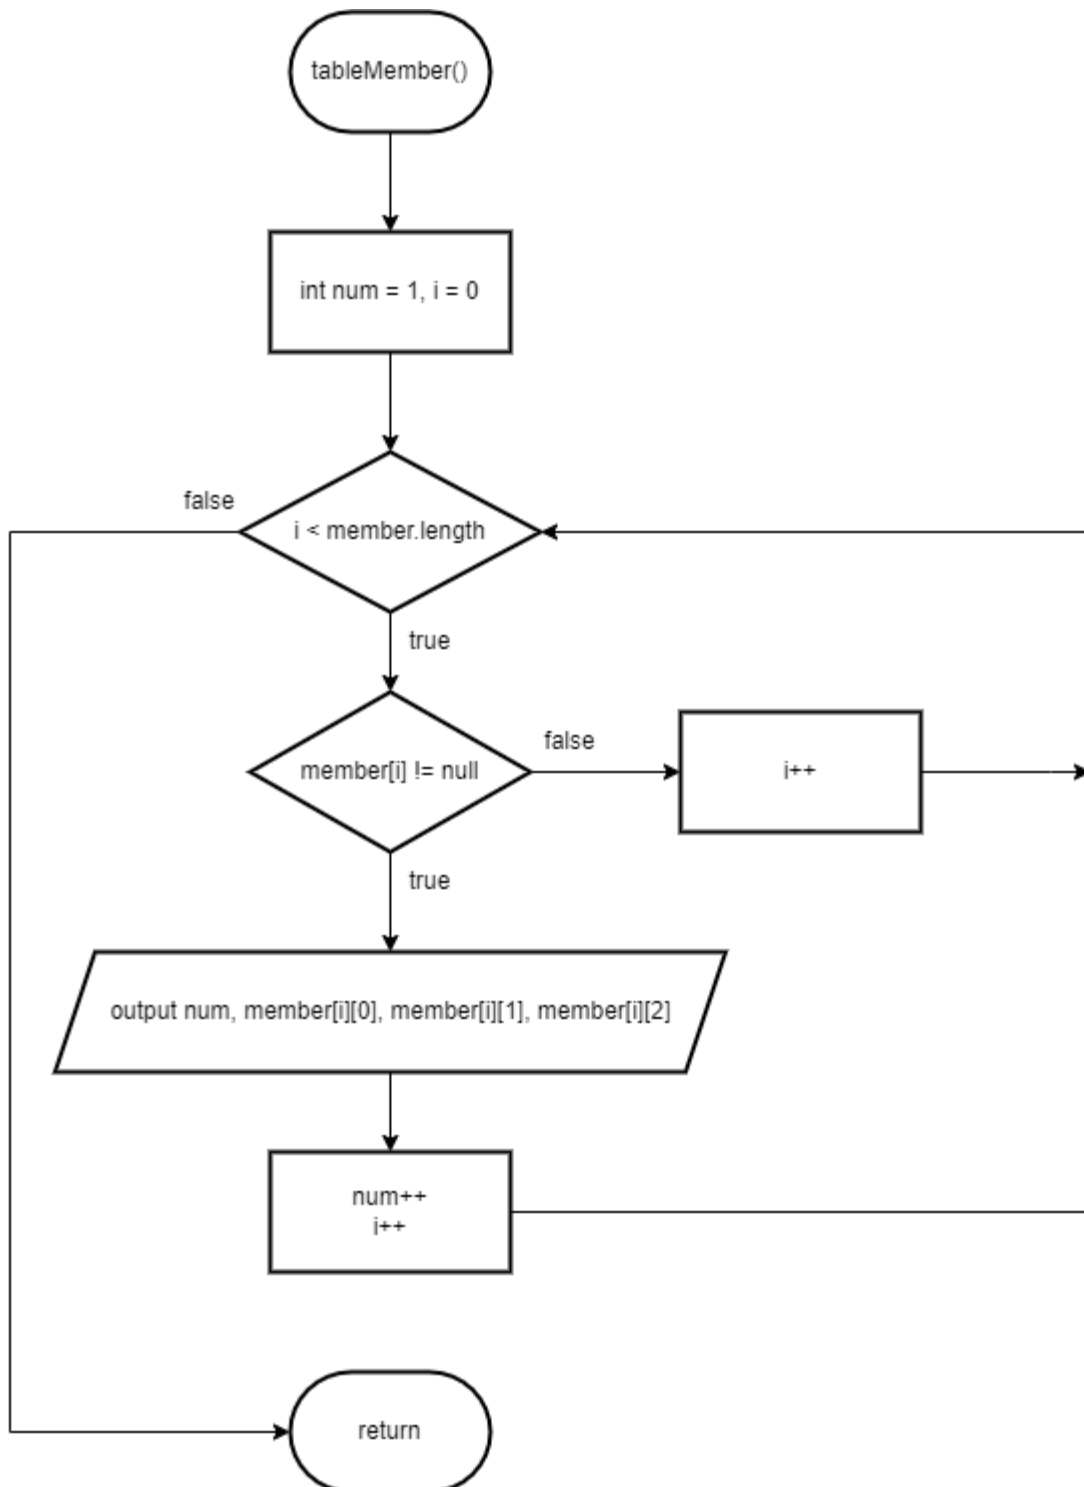 tableMember()
int num = 1, i = 0
false
i < member.length
true
false
member[i] != null
i++
true
output num, member[i][0], member[i][1], member[i][2]
num++
i++
return